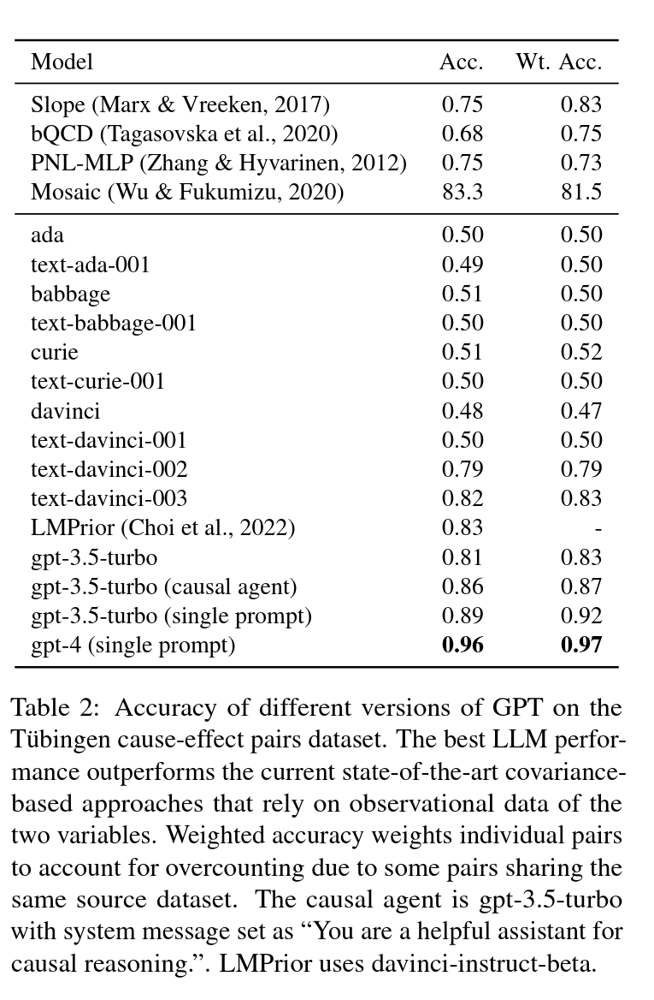 Model Acc. Wt. Acc.
Slope (Marx & Vreeken, 2017) 0.75 0.83
bQCD (Tagasovska et al., 2020) 0.68 0.75
PNL-MLP (Zhang & Hyvarinen, 2012) 0.75 0.73
Mosaic (Wu & Fukumizu, 2020) 83.3 81.5
ada 0.50 0.50
text-ada-001 0.49 0.50
babbage 0.51 0.50
text-babbage-001 0.50 0.50
curie 0.51 0.52
text-curie-001 0.50 0.50
davinci 0.48 0.47
text-davinci-001 0.50 0.50
text-davinci-002 0.79 0.79
text-davinci-003 0.82 0.83
LMPrior (Choi et al., 2022) 0.83 -
gpt-3.5-turbo 0.81 0.83
gpt-3.5-turbo (causal agent) 0.86 0.87
gpt-3.5-turbo (single prompt) 0.89 0.92
gpt-4 (single prompt) 0.96 0.97
Table 2: Accuracy of different versions of GPT on the
Tübingen cause-effect pairs dataset. The best LLM perfor-
mance outperforms the current state-of-the-art covariance-
based approaches that rely on observational data of the
two variables. Weighted accuracy weights individual pairs
to account for overcounting due to some pairs sharing the
same source dataset. The causal agent is gpt-3.5-turbo
with system message set as “You are a helpful assistant for
causal reasoning.”. LMPrior uses davinci-instruct-beta.